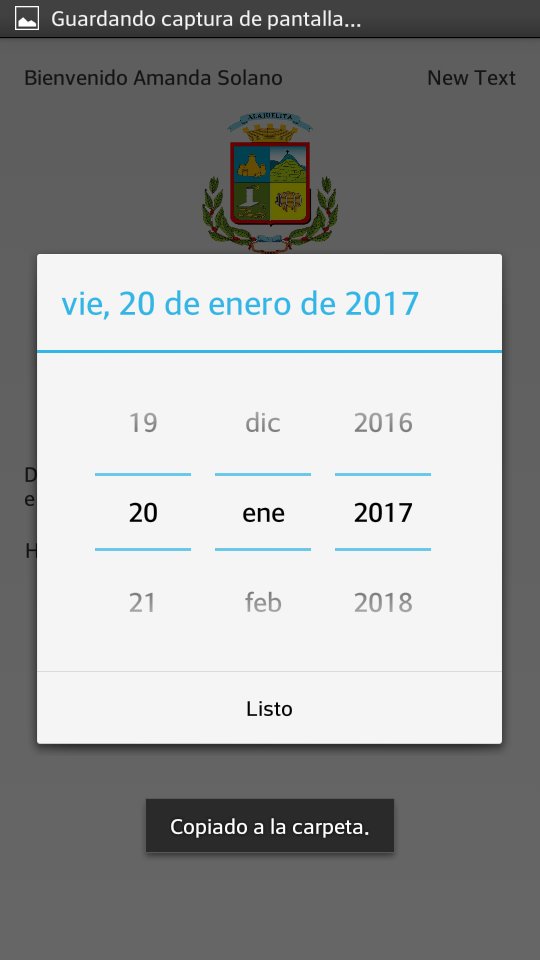 Guardando captura de pantalla...
Bienvenido Amanda Solano
New Text
ALAJUELITA
vie, 20 de enero de 2017
19 dic 2016
D
20 ene 2017
e
H
21 feb 2018
Listo
Copiado a la carpeta.